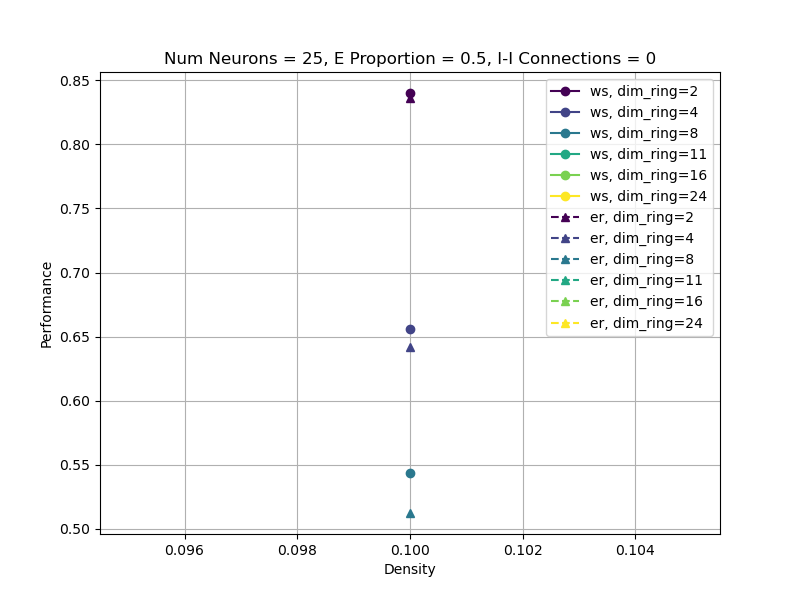 Num Neurons = 25, E Proportion = 0.5, I-I Connections = 0
0.85
0.80
0.75
0.70
0.65
0.60
0.55
0.50
Performance
ws, dim_ring=2
ws, dim_ring=4
ws, dim_ring=8
ws, dim_ring=11
ws, dim_ring=16
ws, dim_ring=24
er, dim_ring=2
er, dim_ring=4
er, dim_ring=8
er, dim_ring=11
er, dim_ring=16
er, dim_ring=24
0.096 0.098 0.100 0.102 0.104
Density